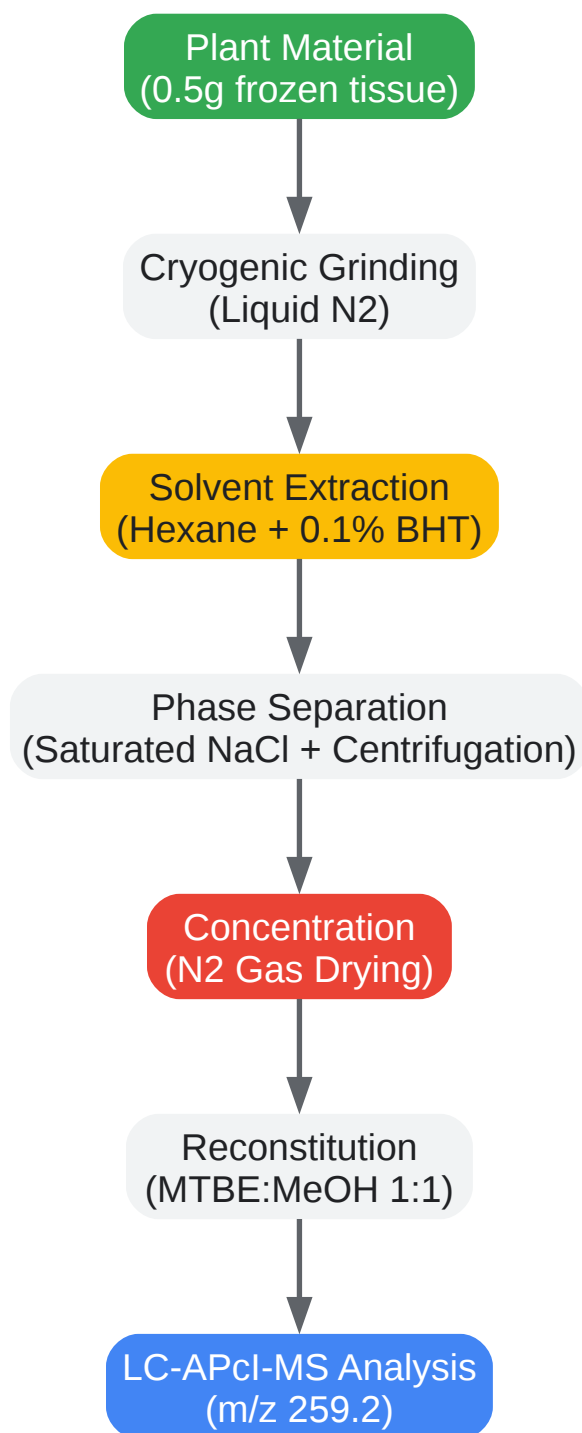 Plant Material
(0.5g frozen tissue)
Cryogenic Grinding
(Liquid N2)
Solvent Extraction
(Hexane + 0.1% BHT)
Phase Separation
(Saturated NaCl + Centrifugation)
Concentration
(N2 Gas Drying)
Reconstitution
(MTBE:MeOH 1:1)
LC-APcI-MS Analysis
(m/z 259.2)